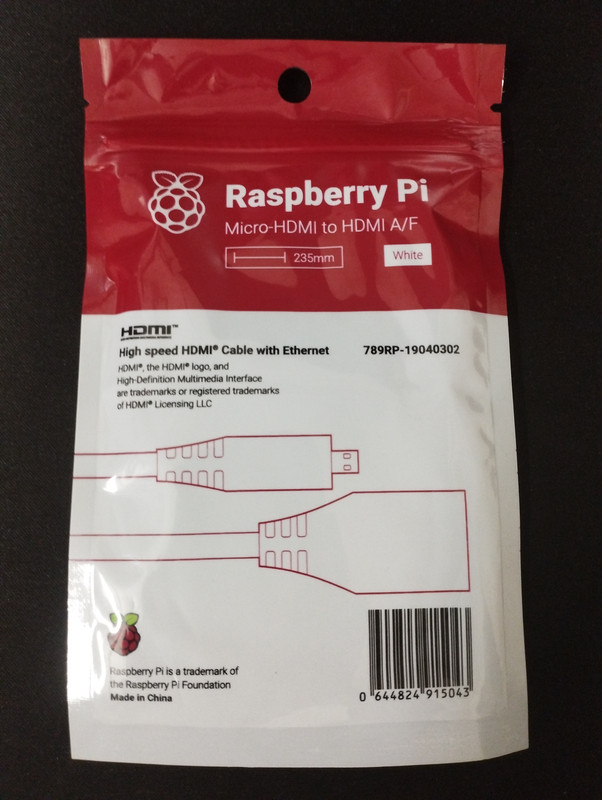 Raspberry Pi
Micro-HDMI to HDMI A/F
235mm
White
HDMI™
High speed HDMI® Cable with Ethernet
789RP-19040302
HDMI®, the HDMI® logo, and
High-Definition Multimedia Interface
are trademarks or registered trademarks
of HDMI® Licensing LLC
Raspberry Pi is a trademark of
the Raspberry Pi Foundation
Made in China
0 644824 915043